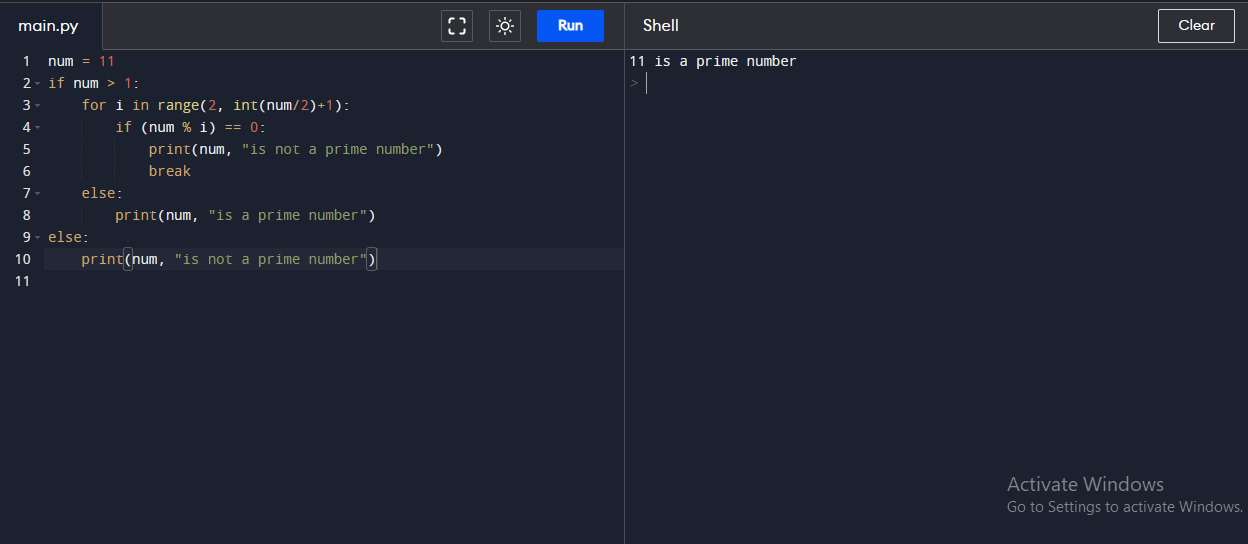 main.py
Run
Shell
Clear
1 num = 11
2 if num > 1:
3     for i in range(2, int(num/2)+1):
4         if (num % i) == 0:
5             print(num, "is not a prime number")
6             break
7     else:
8         print(num, "is a prime number")
9 else:
10     print(num, "is not a prime number")
11
11 is a prime number
>
Activate Windows
Go to Settings to activate Windows.